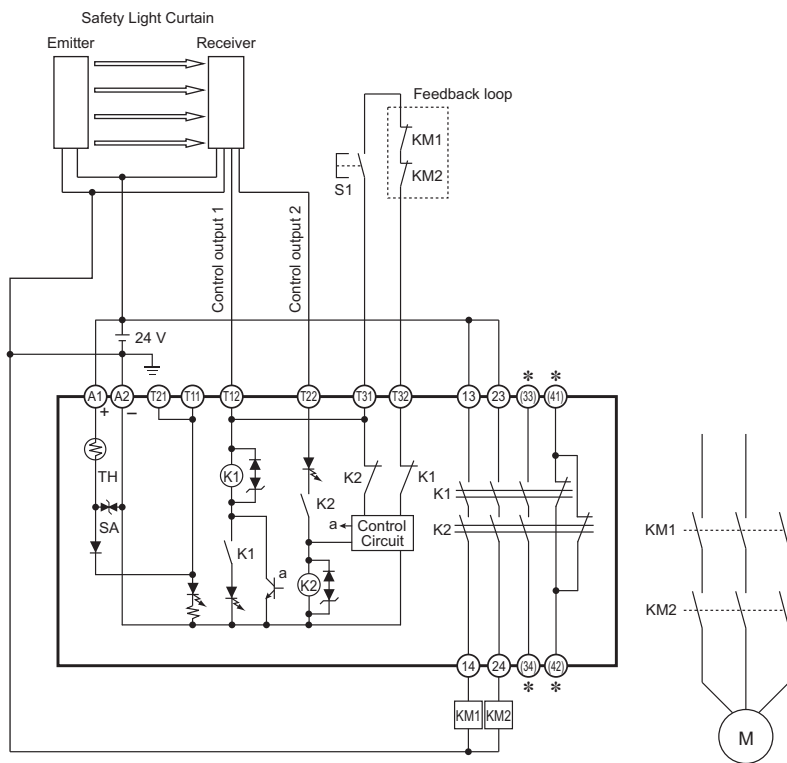 Safety Light Curtain
Emitter Receiver
Feedback loop
KM1
KM2
S1
Control output 1
Control output 2
24 V
* *
A1 A2 T21 T11 T12 T22 T31 T32 13 23 (33) (41)
+ −
TH
SA
K1
K1
a
K2
K2
K2 K1
a
Control
Circuit
K1
K2
KM1
KM2
14 24 (34) (42)
* *
KM1 KM2
M